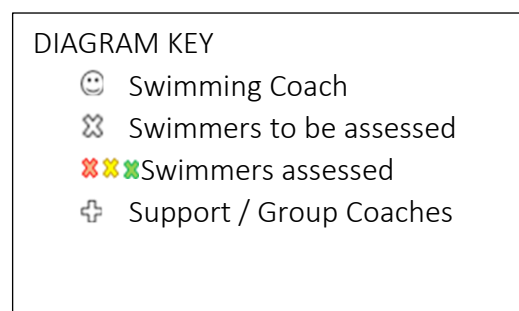 DIAGRAM KEY
Swimming Coach
Swimmers to be assessed
Swimmers assessed
Support / Group Coaches